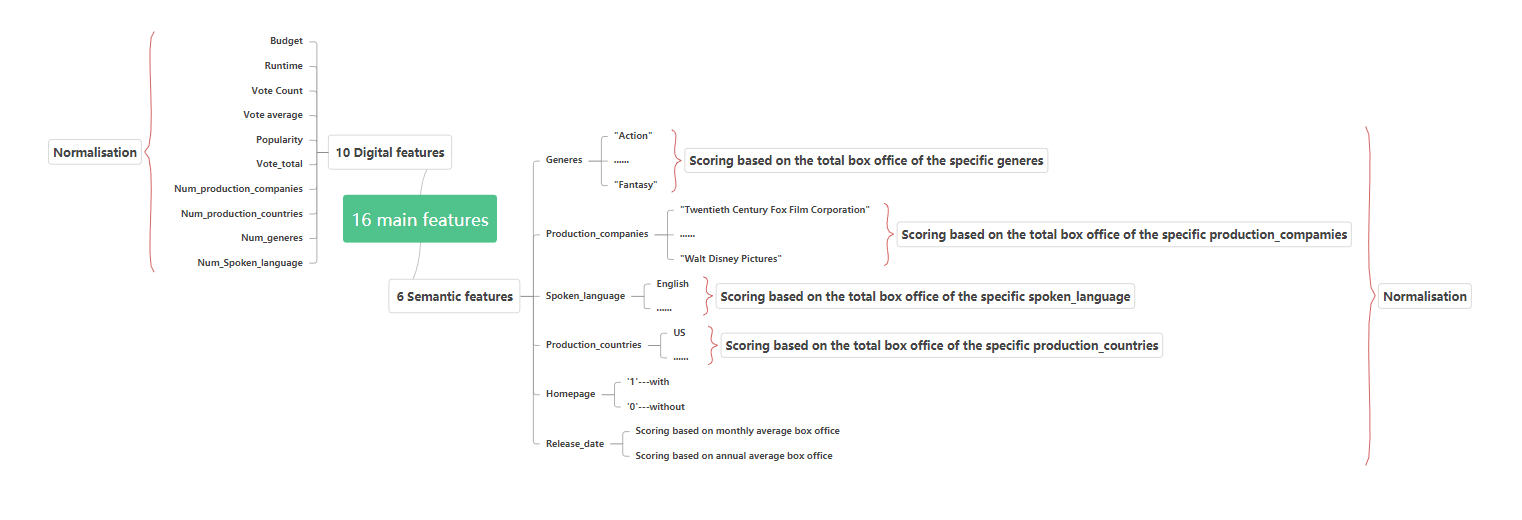 Budget
Runtime
Vote Count
Vote average
Popularity
Vote_total
Num_production_companies
Num_production_countries
Num_generes
Num_Spoken_language
Normalisation
10 Digital features
16 main features
6 Semantic features
Generes
"Action"
......
"Fantasy"
Scoring based on the total box office of the specific generes
Production_companies
"Twentieth Century Fox Film Corporation"
......
"Walt Disney Pictures"
Scoring based on the total box office of the specific production_compamies
Spoken_language
English
......
Scoring based on the total box office of the specific spoken_language
Production_countries
US
......
Scoring based on the total box office of the specific production_countries
Homepage
'1'---with
'0'---without
Release_date
Scoring based on monthly average box office
Scoring based on annual average box office
Normalisation